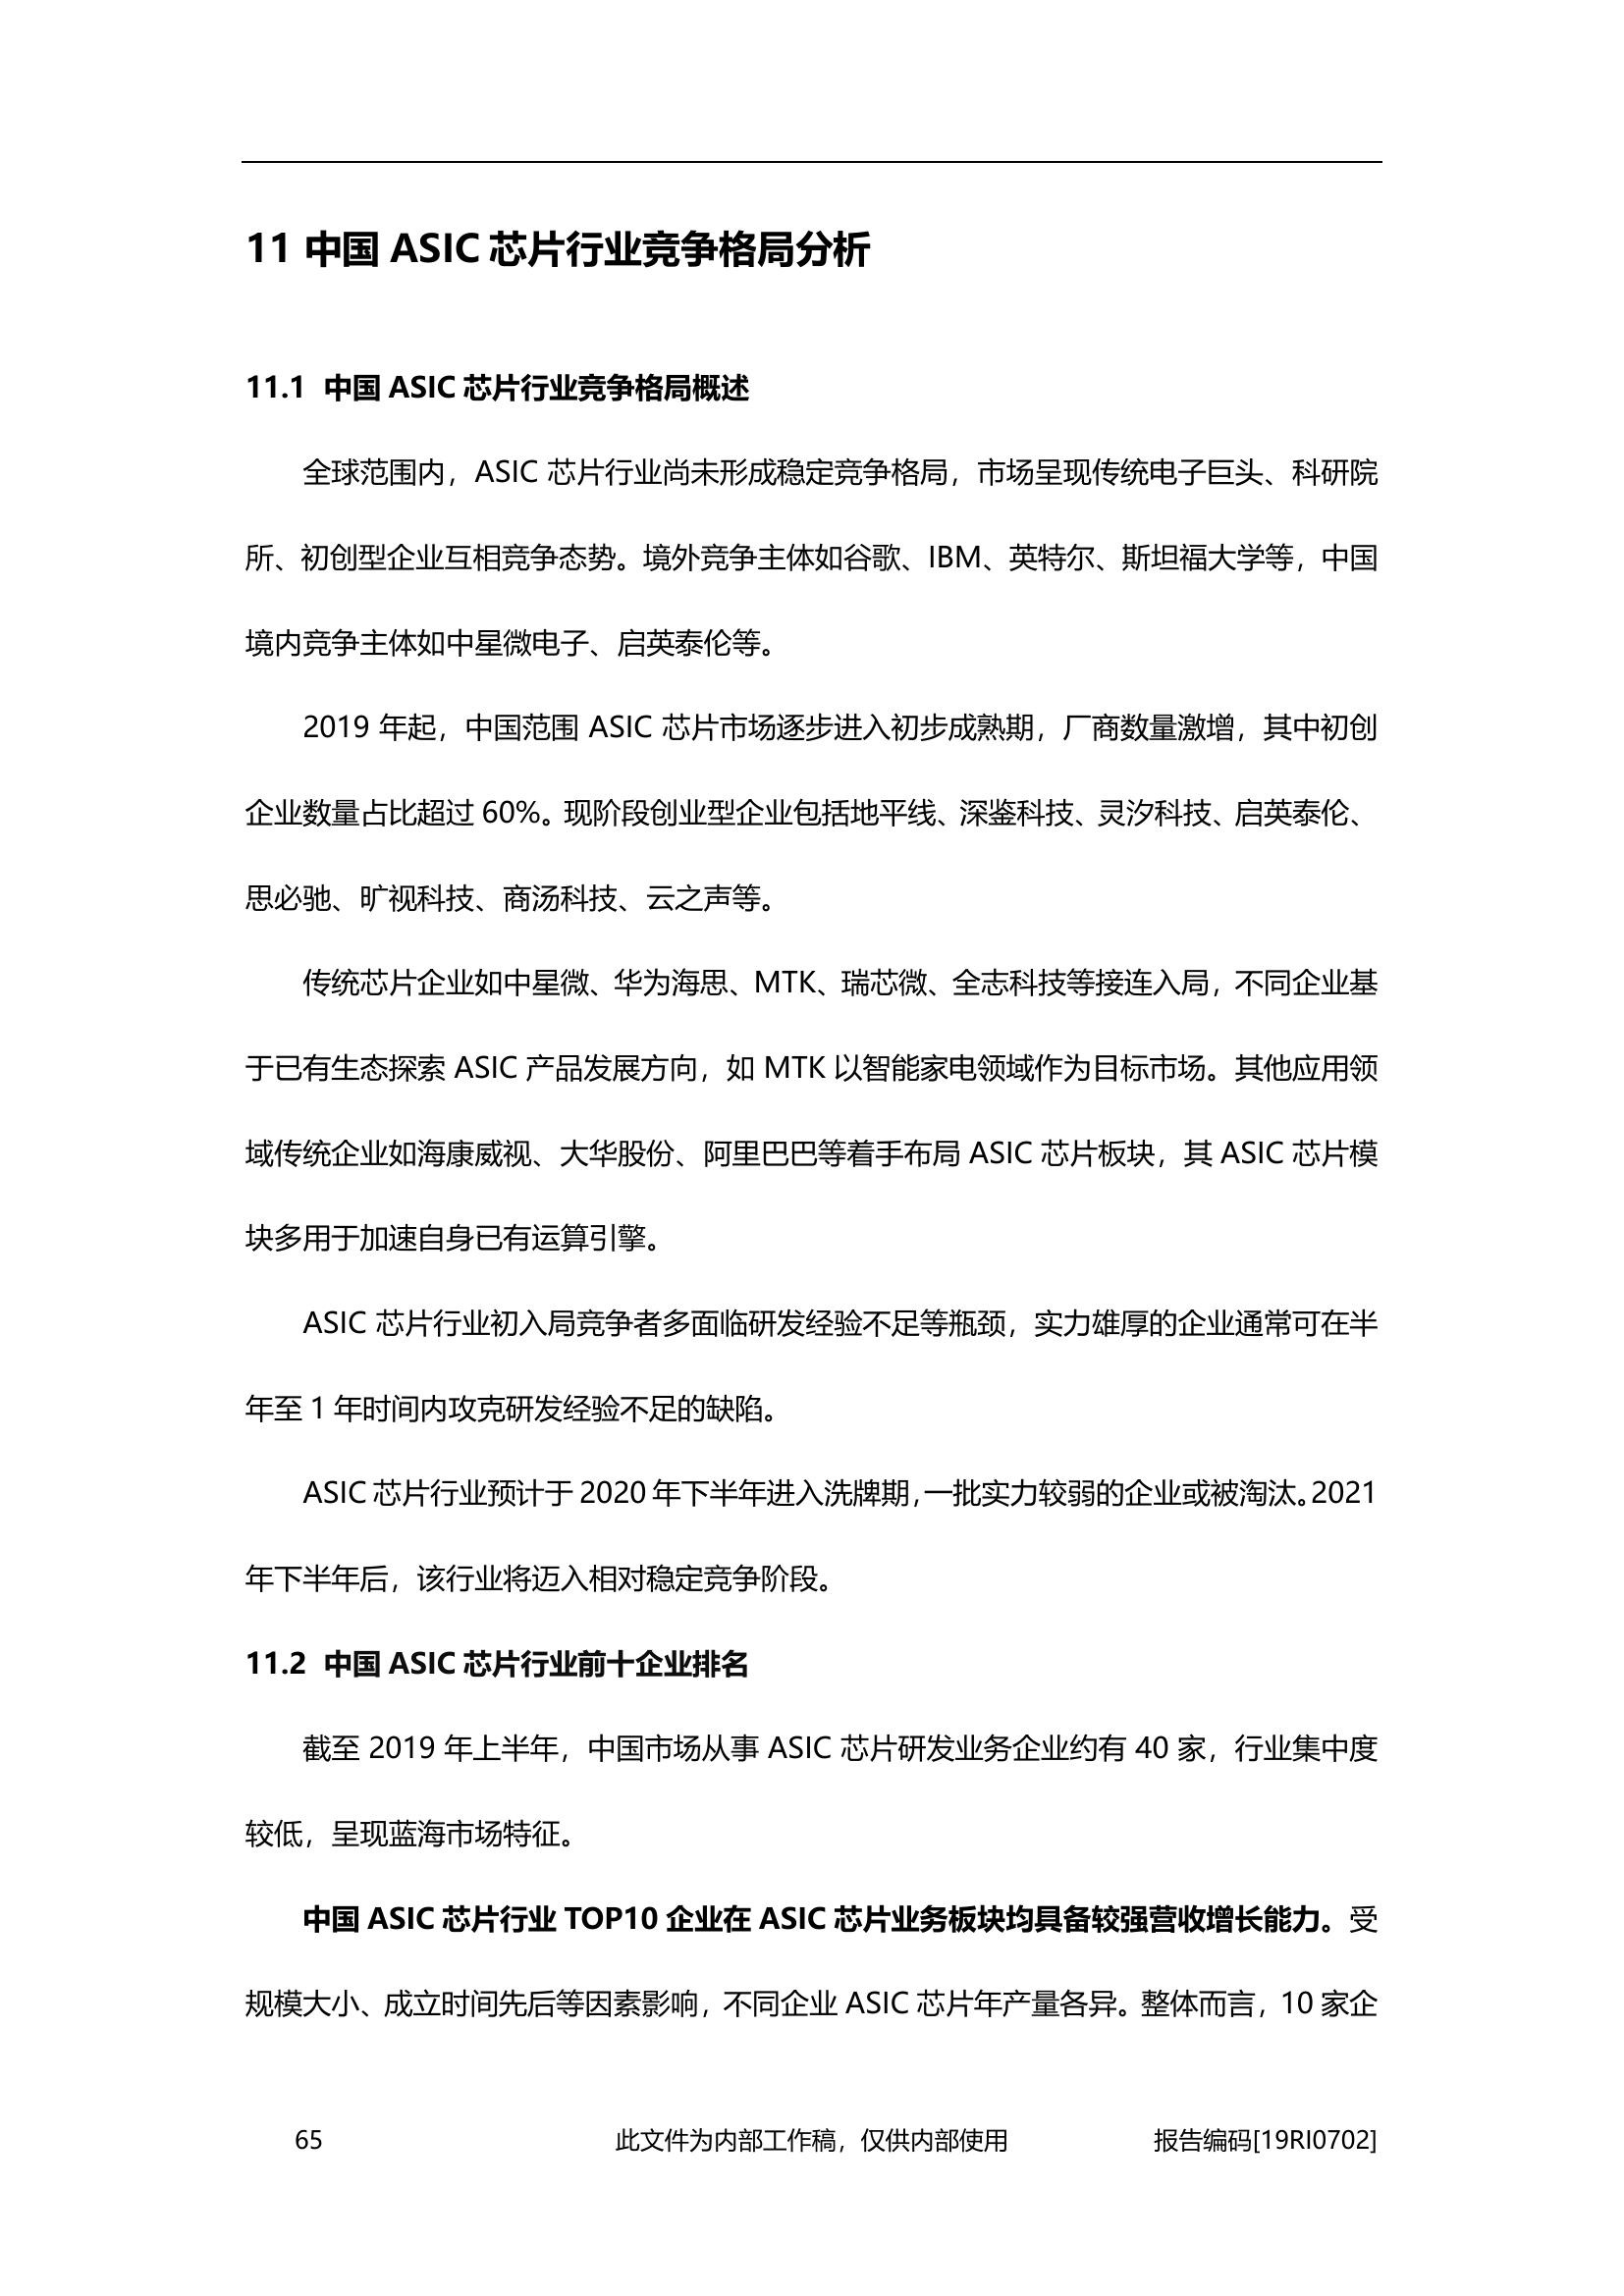 11 中国 ASIC 芯片行业竞争格局分析
11.1 中国 ASIC 芯片行业竞争格局概述
全球范围内，ASIC 芯片行业尚未形成稳定竞争格局，市场呈现传统电子巨头、科研院
所、初创型企业互相竞争态势。境外竞争主体如谷歌、IBM、英特尔、斯坦福大学等，中国
境内竞争主体如中星微电子、启英泰伦等。
2019 年起，中国范围 ASIC 芯片市场逐步进入初步成熟期，厂商数量激增，其中初创
企业数量占比超过 60%。现阶段创业型企业包括地平线、深鉴科技、灵汐科技、启英泰伦、
思必驰、旷视科技、商汤科技、云之声等。
传统芯片企业如中星微、华为海思、MTK、瑞芯微、全志科技等接连入局，不同企业基
于已有生态探索 ASIC 产品发展方向，如 MTK 以智能家电领域作为目标市场。其他应用领
域传统企业如海康威视、大华股份、阿里巴巴等着手布局 ASIC 芯片板块，其 ASIC 芯片模
块多用于加速自身已有运算引擎。
ASIC 芯片行业初入局竞争者多面临研发经验不足等瓶颈，实力雄厚的企业通常可在半
年至 1 年时间内攻克研发经验不足的缺陷。
ASIC 芯片行业预计于 2020 年下半年进入洗牌期，一批实力较弱的企业或被淘汰。2021
年下半年后，该行业将迈入相对稳定竞争阶段。
11.2 中国 ASIC 芯片行业前十企业排名
截至 2019 年上半年，中国市场从事 ASIC 芯片研发业务企业约有 40 家，行业集中度
较低，呈现蓝海市场特征。
中国 ASIC 芯片行业 TOP10 企业在 ASIC 芯片业务板块均具备较强营收增长能力。受
规模大小、成立时间先后等因素影响，不同企业 ASIC 芯片年产量各异。整体而言，10 家企
65 此文件为内部工作稿，仅供内部使用 报告编码[19RI0702]